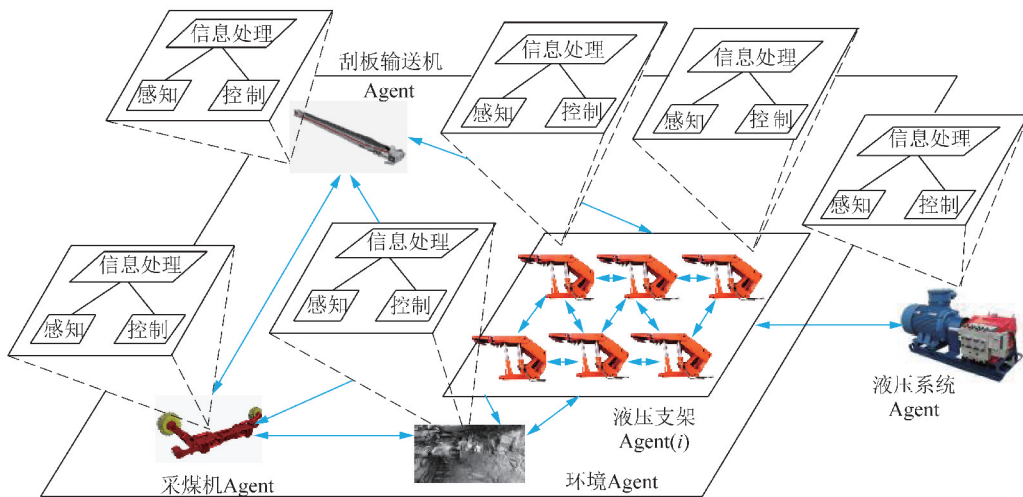 信息处理
感知
控制
刮板输送机
Agent
信息处理
感知
控制
信息处理
感知
控制
信息处理
感知
控制
信息处理
感知
控制
信息处理
感知
控制
液压系统
Agent
液压支架
Agent(i)
采煤机Agent
环境Agent